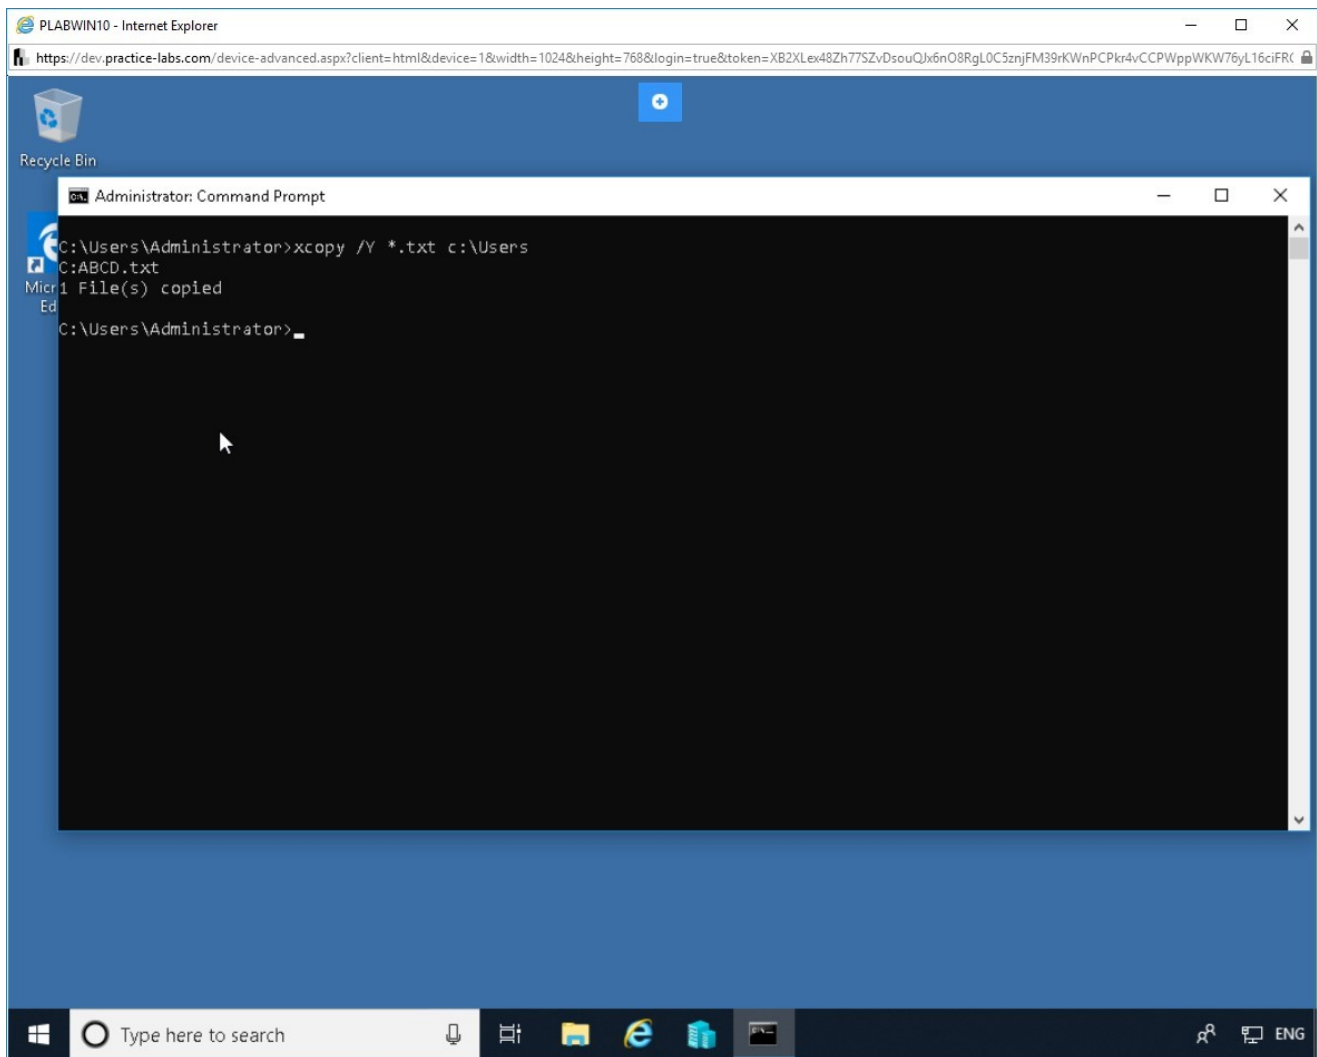 PLABWIN10 - Internet Explorer
https://dev.practice-labs.com/device-advanced.aspx?client=html&device=1&width=1024&height=768&login=true&token=XB2XLex48Zh77SZvDsouQJx6nO8RgL0C5znjFM39rKWnPCPkr4vCCPWppWKW76yL16ciFR(
Recycle Bin
Administrator: Command Prompt
C:\Users\Administrator>xcopy /Y *.txt c:\Users
C:ABCD.txt
Micr
1 File(s) copied
Ed
C:\Users\Administrator>
Type here to search
ENG